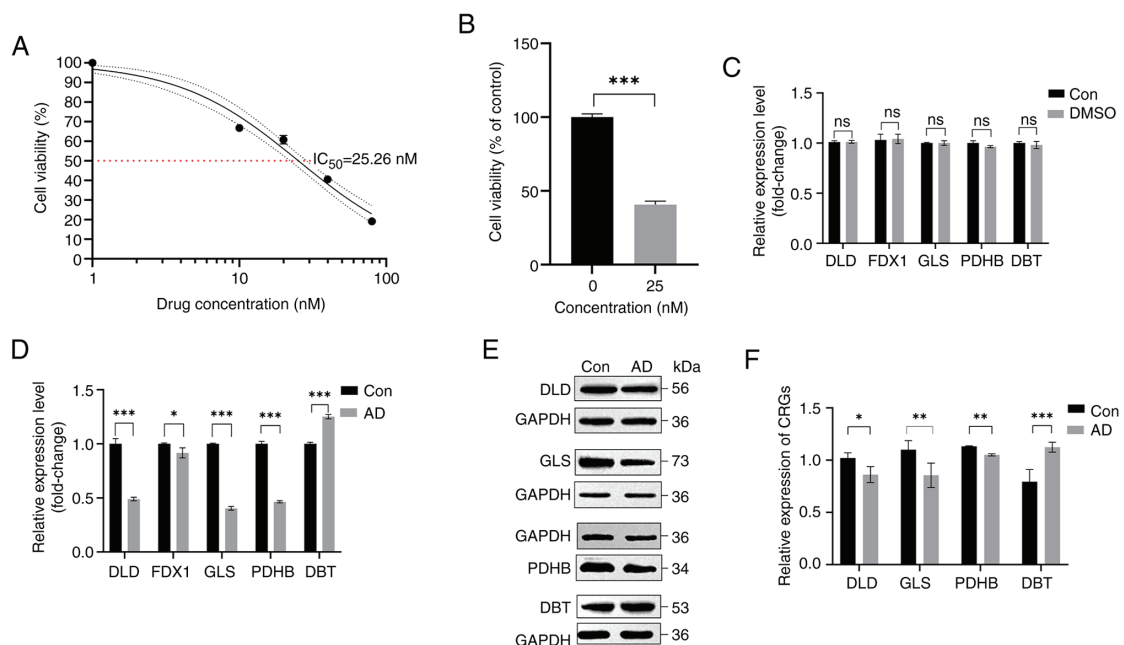 A
Cell viability (%)
100
90
80
70
60
50
40
30
20
10
0
IC50=25.26 nM
1 10 100
Drug concentration (nM)
B
Cell viability (% of control)
150
100
50
0
***
0 25
Concentration (nM)
C
Relative expression level
(fold-change)
1.5
1.0
0.5
0.0
ns ns ns ns ns
Con
DMSO
DLD FDX1 GLS PDHB DBT
D
Relative expression level
(fold-change)
1.5
1.0
0.5
0.0
*** * *** *** ***
Con
AD
DLD FDX1 GLS PDHB DBT
E
Con AD kDa
DLD 56
GAPDH 36
GLS 73
GAPDH 36
GAPDH 36
PDHB 34
DBT 53
GAPDH 36
F
Relative expression of CRGs
1.5
1.0
0.5
0.0
* ** ** ***
Con
AD
DLD GLS PDHB DBT